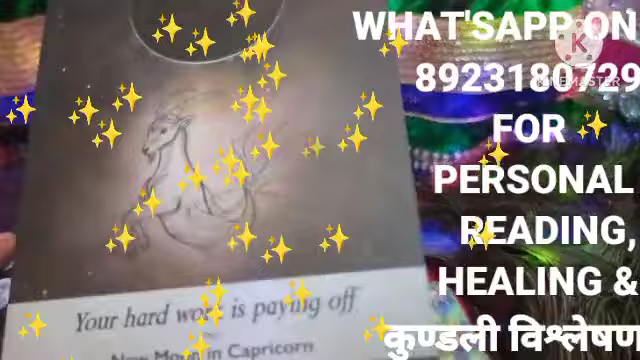 WHAT'SAPP ON
8923180729
FOR
PERSONAL
READING,
HEALING &
कुण्डली विश्लेषण
K
Your hard work is paying off
New Moon in Capricorn